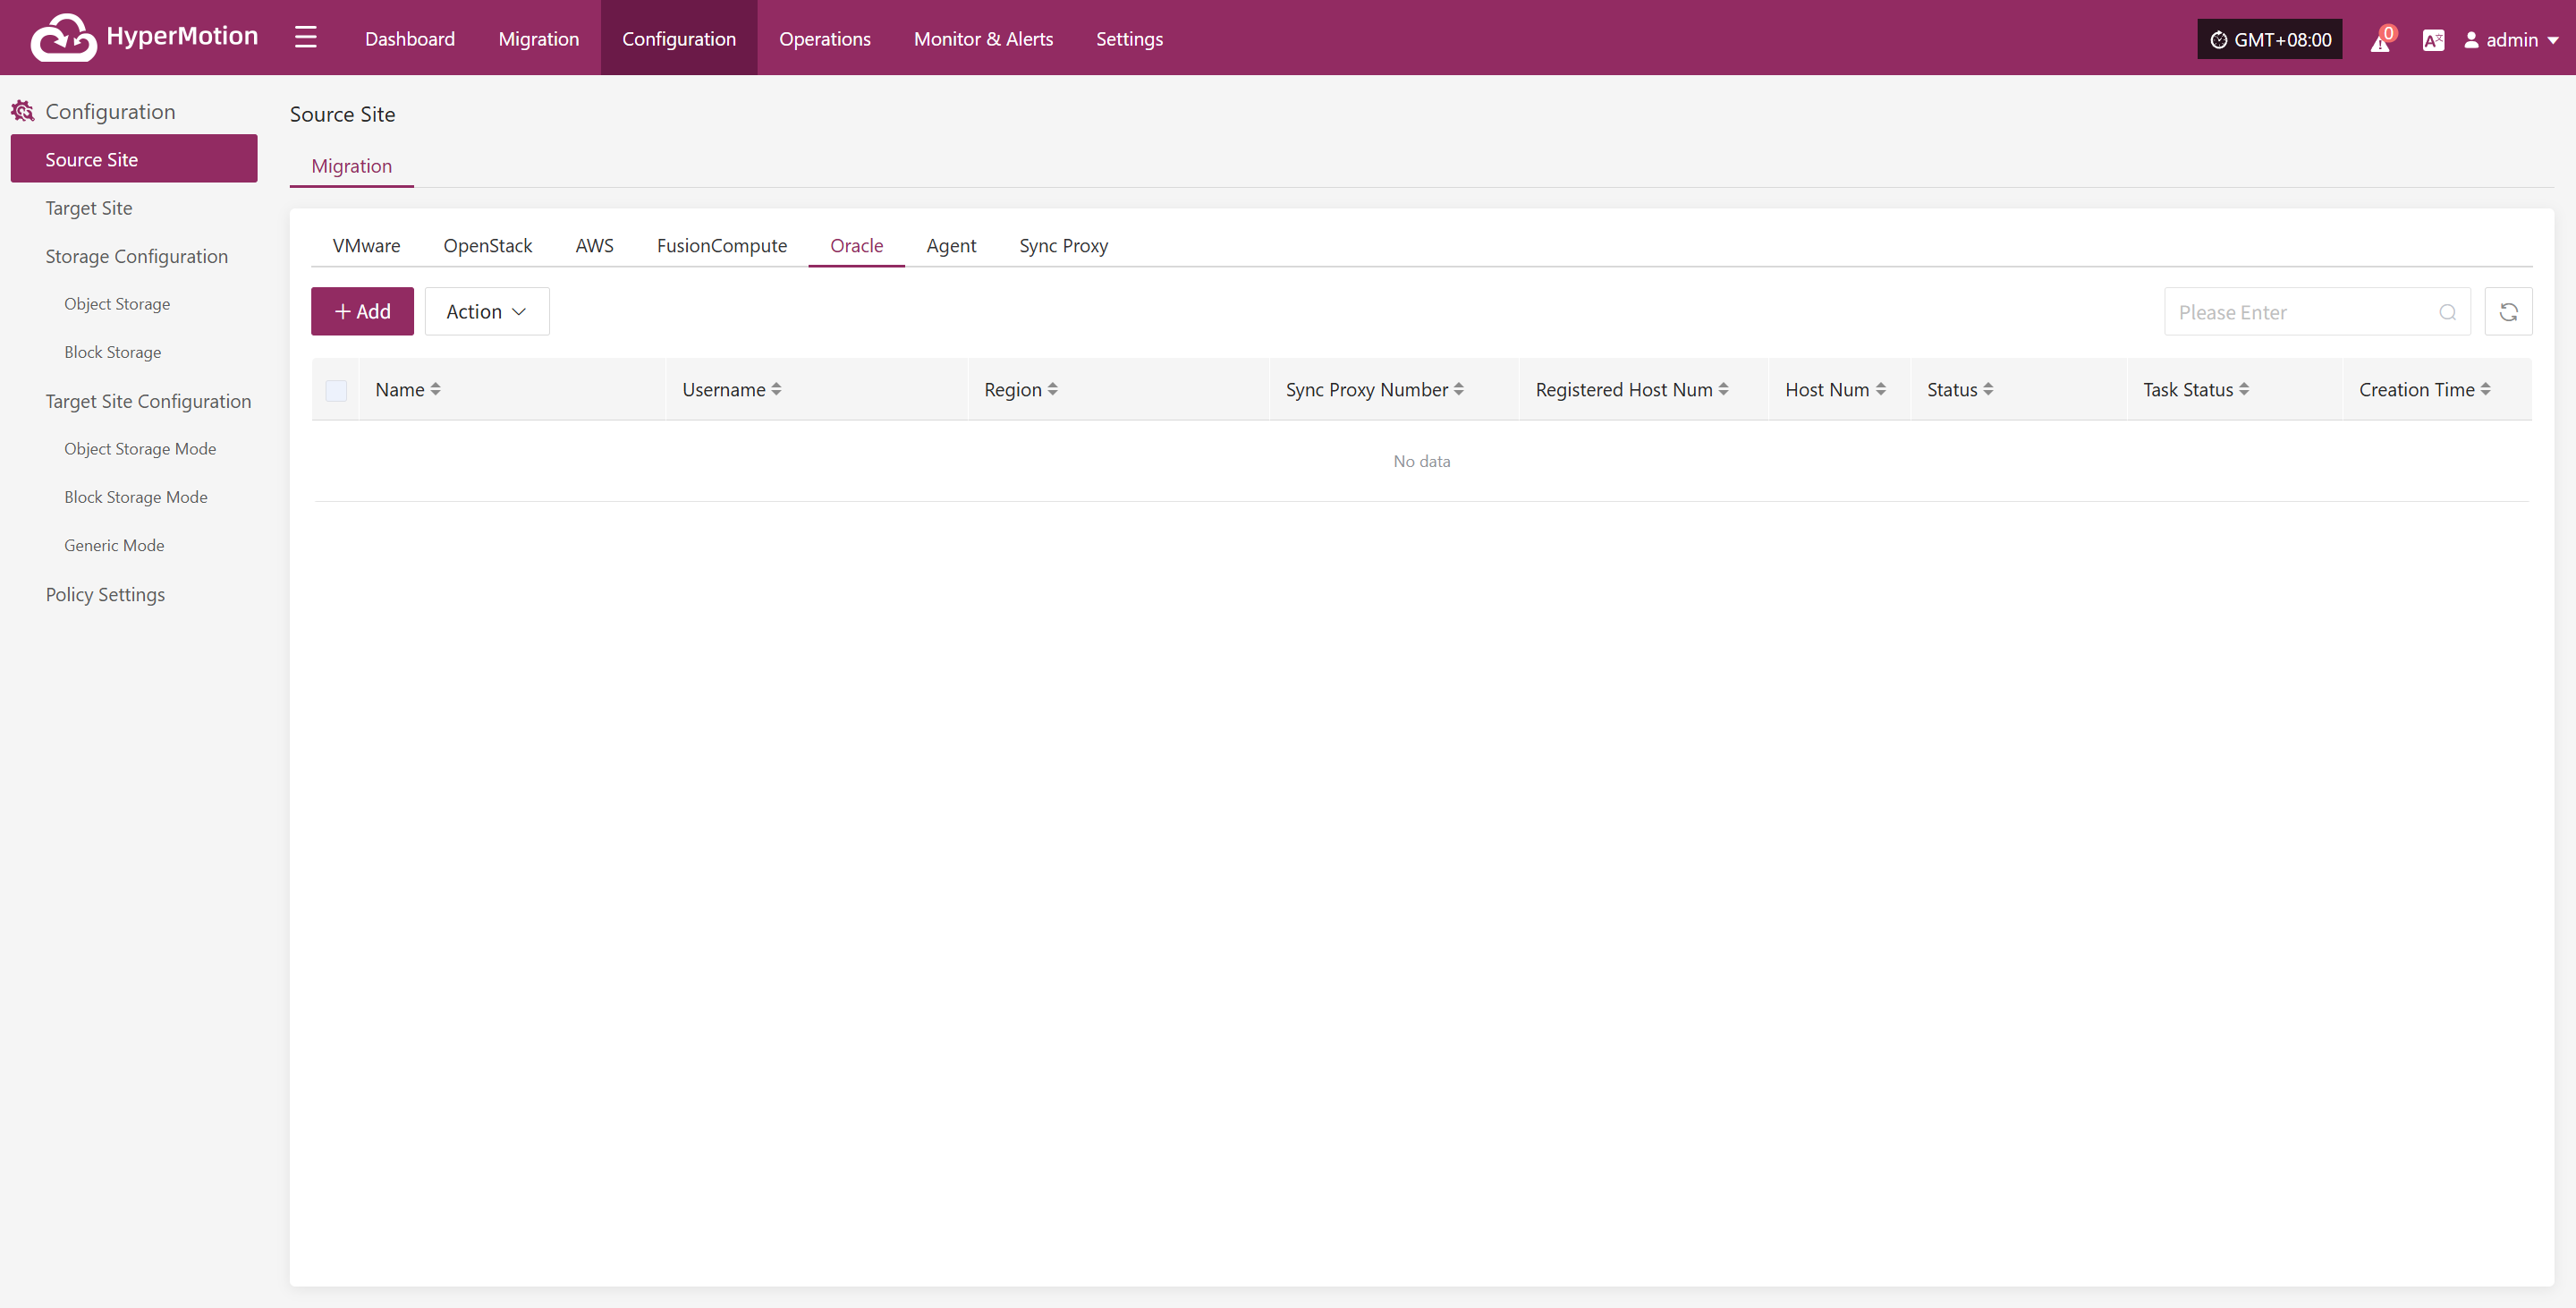 HyperMotion
Dashboard Migration Configuration Operations Monitor & Alerts Settings
GMT+08:00 0 A admin
Configuration
Source Site
Target Site
Storage Configuration
Object Storage
Block Storage
Target Site Configuration
Object Storage Mode
Block Storage Mode
Generic Mode
Policy Settings
Source Site
Migration
VMware OpenStack AWS FusionCompute Oracle Agent Sync Proxy
Add Action Please Enter
Name Username Region Sync Proxy Number Registered Host Num Host Num Status Task Status Creation Time
No data